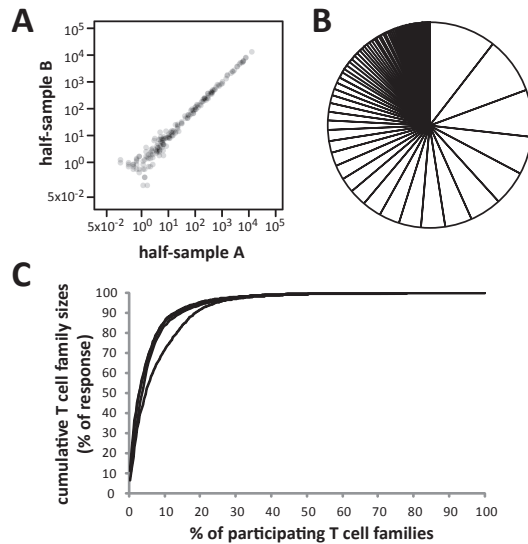 A
10⁵
10⁴
10³
10²
10¹
10⁰
5x10⁻²
half-sample B
5x10⁻² 10⁰ 10¹ 10² 10³ 10⁴ 10⁵
half-sample A
B
C
cumulative T cell family sizes
(% of response)
100
90
80
70
60
50
40
30
20
10
0
0 10 20 30 40 50 60 70 80 90 100
% of participating T cell families